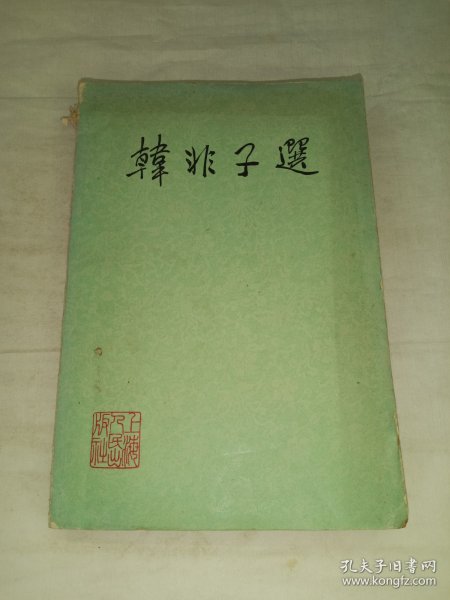 韓非子選
上海
人民出
版社
孔夫子旧书网
www.kongfz.com